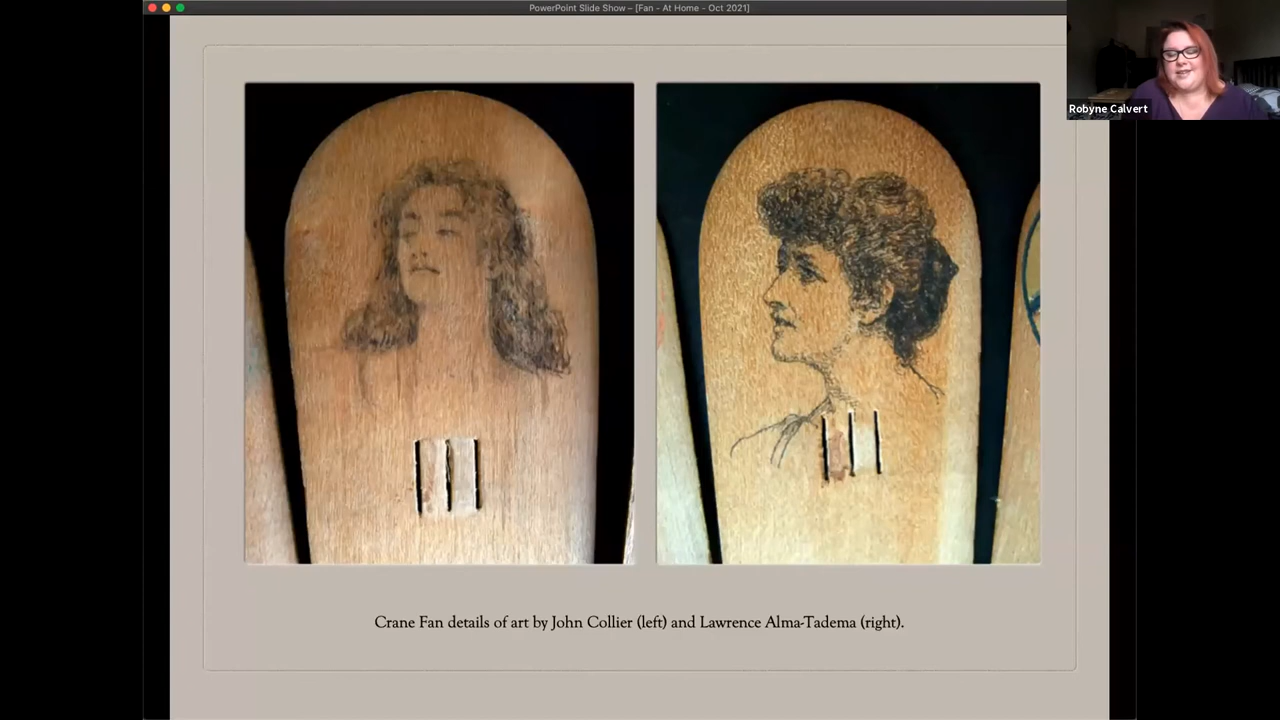 PowerPoint Slide Show – [Fan - At Home - Oct 2021]
Robyne Calvert
Crane Fan details of art by John Collier (left) and Lawrence Alma-Tadema (right).